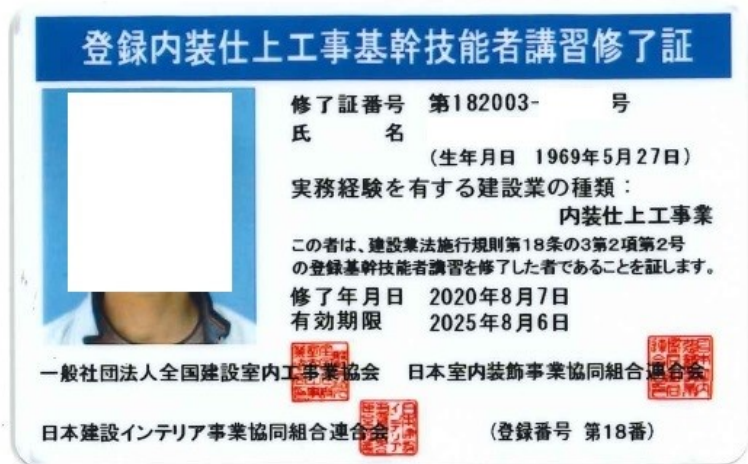 登録内装仕上工事基幹技能者講習修了証
修了証番号 第182003- 号
氏 名
(生年月日 1969年5月27日)
実務経験を有する建設業の種類：
内装仕上工事業
この者は、建設業法施行規則第18条の3第2項第2号
の登録基幹技能者講習を修了した者であることを証します。
修了年月日 2020年8月7日
有効期限 2025年8月6日
一般社団法人全国建設室内工事業協会 日本室内装飾事業協同組合連合会
日本建設インテリア事業協同組合連合会 (登録番号 第18番)